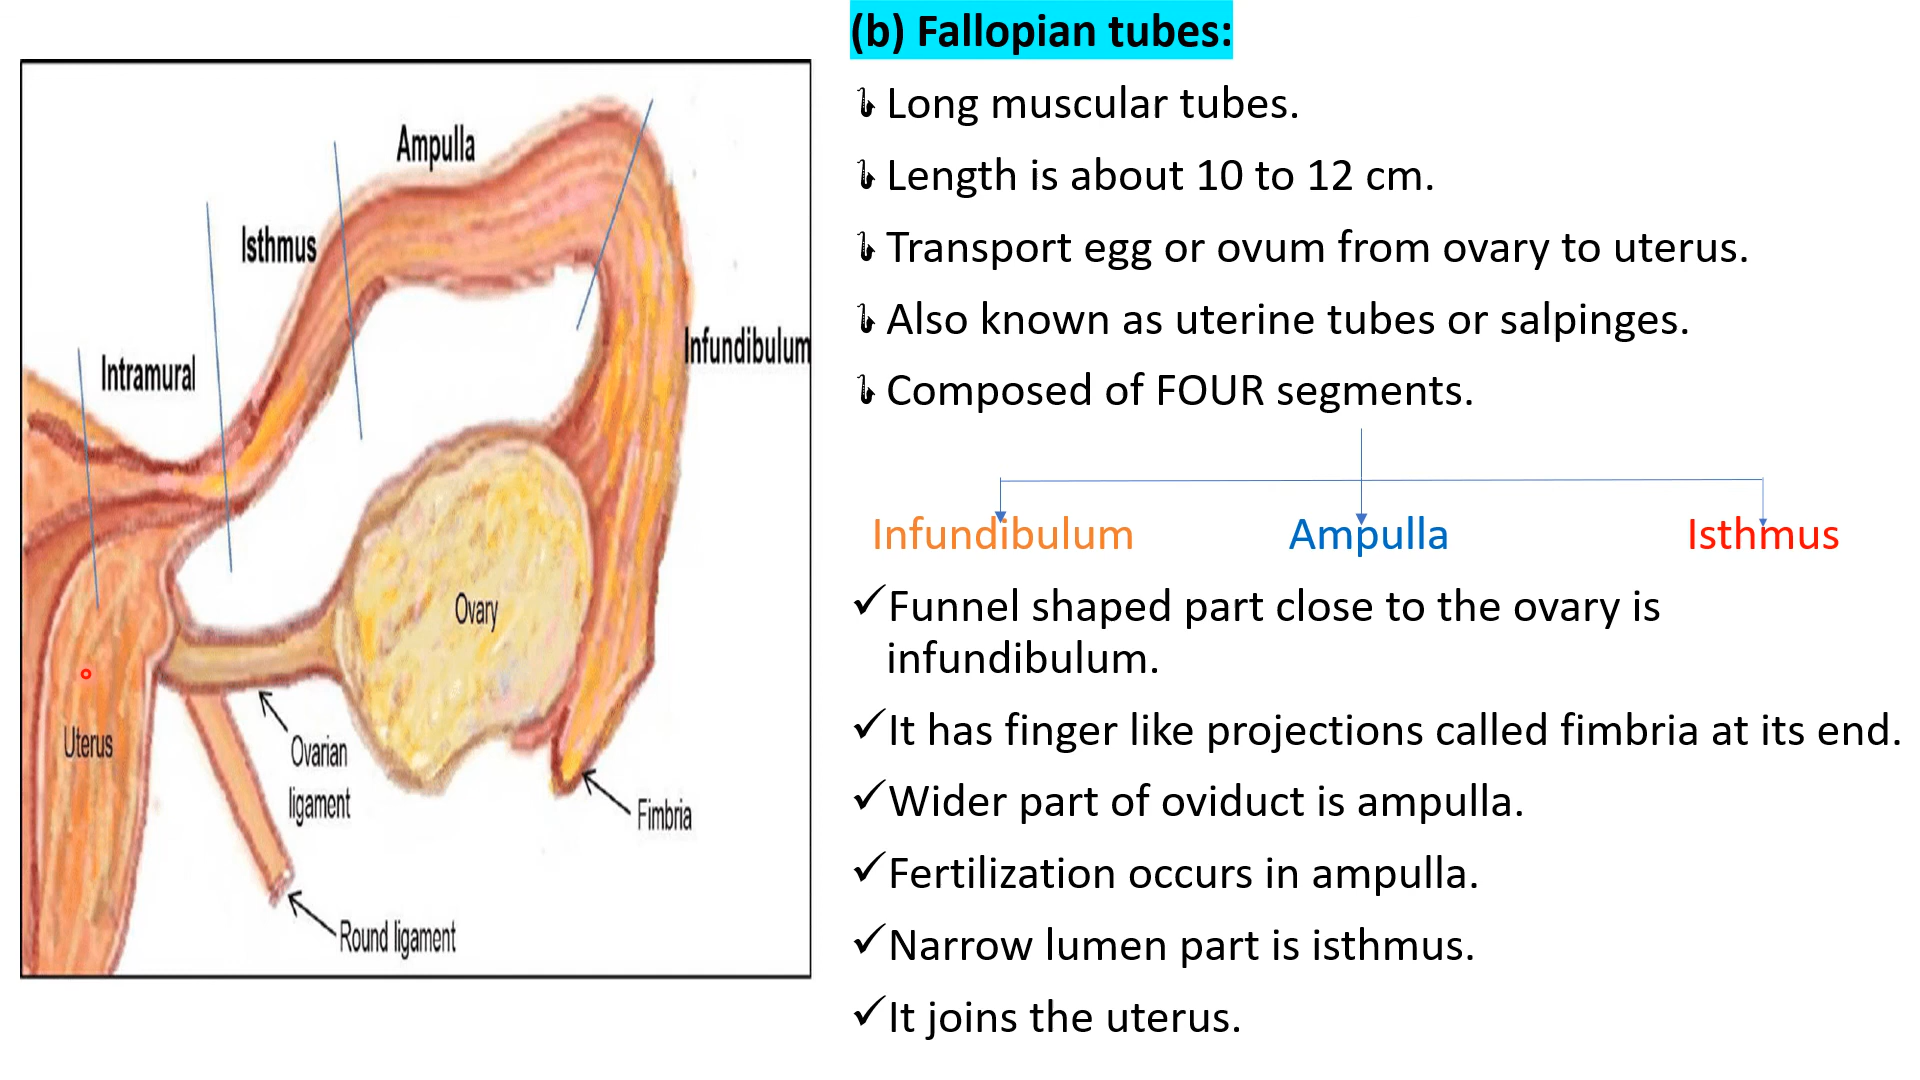 (b) Fallopian tubes:
Long muscular tubes.
Length is about 10 to 12 cm.
Transport egg or ovum from ovary to uterus.
Also known as uterine tubes or salpinges.
Composed of FOUR segments.
Infundibulum Ampulla Isthmus
✓Funnel shaped part close to the ovary is
infundibulum.
✓It has finger like projections called fimbria at its end.
✓Wider part of oviduct is ampulla.
✓Fertilization occurs in ampulla.
✓Narrow lumen part is isthmus.
✓It joins the uterus.
Ampulla
Isthmus
Infundibulum
Intramural
Ovary
Uterus
Ovarian
ligament
Fimbria
Round ligament